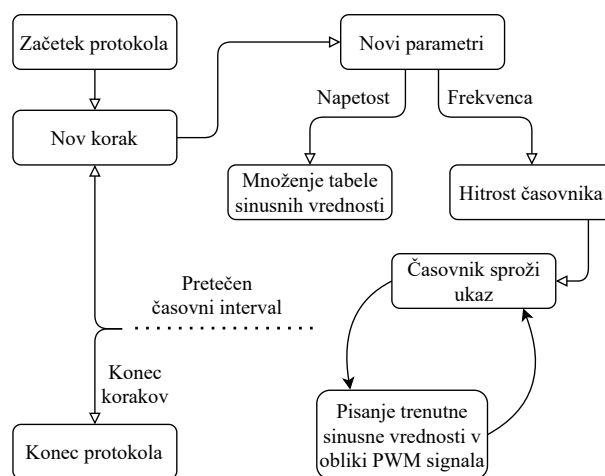 Začetek protokola
Novi parametri
Napetost
Frekvenca
Nov korak
Množenje tabele
sinusnih vrednosti
Hitrost časovnika
Časovnik sproži
ukaz
Pretečen
časovni interval
Konec
korakov
Pisanje trenutne
sinusne vrednosti v
obliki PWM signala
Konec protokola